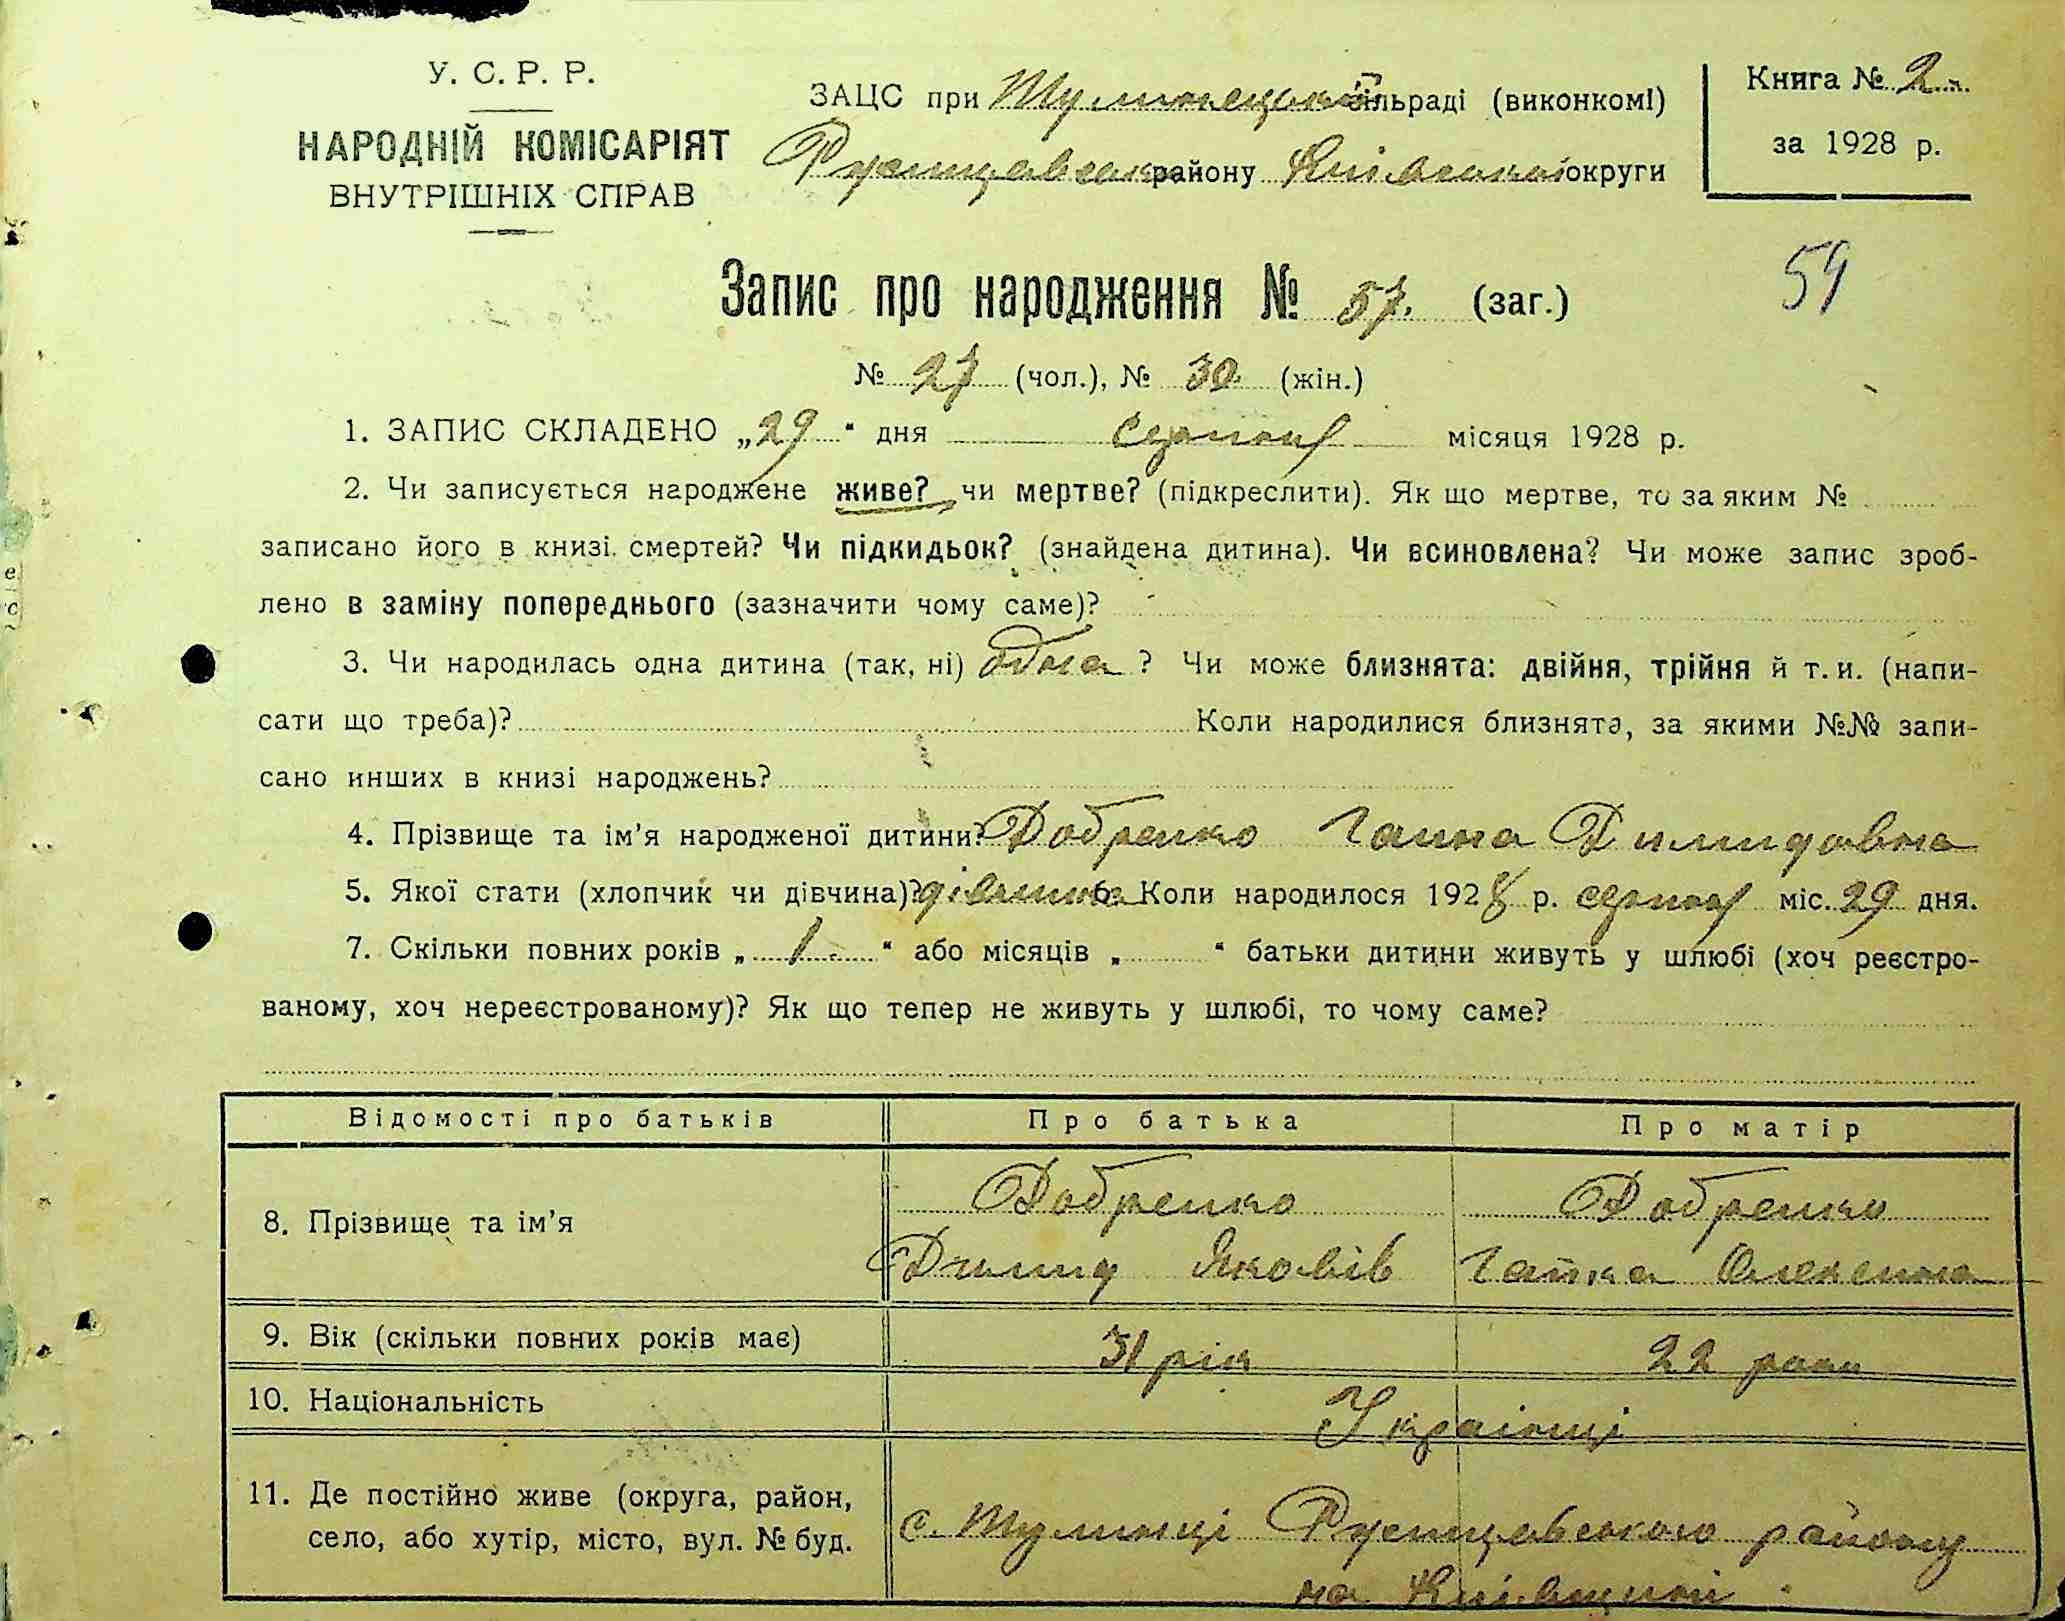 У. С. Р. Р.
НАРОДНІЙ КОМІСАРІЯТ
ВНУТРІШНІХ СПРАВ
ЗАЦС при Тулинецькій сільраді (виконкомі)
району Київської округи
Книга № 2
за 1928 р.
59
Запис про народження № 57. (заг.)
№ 27 (чол.), № 30 (жін.)
1. ЗАПИС СКЛАДЕНО „29“ дня серпня місяця 1928 р.
2. Чи записується народжене живе? чи мертве? (підкреслити). Як що мертве, то за яким №
записано його в книзі смертей? Чи підкидьок? (знайдена дитина). Чи всиновлена? Чи може запис зроб-
лено в заміну попереднього (зазначити чому саме)?
3. Чи народилась одна дитина (так, ні) одна ? Чи може близнята: двійня, трійня й т. и. (напи-
сати що треба)? Коли народилися близнята, за якими №№ запи-
сано инших в книзі народжень?
4. Прізвище та ім’я народженої дитини? Добренко Ганна Димидовна
5. Якої стати (хлопчик чи дівчина)? дівчинка 6. Коли народилося 1928 р. серпня міс. 29 дня.
7. Скільки повних років „ 1 “ або місяців „ “ батьки дитини живуть у шлюбі (хоч реєстро-
ваному, хоч нереєстрованому)? Як що тепер не живуть у шлюбі, то чому саме?
Відомості про батьків Про батька Про матір
8. Прізвище та ім’я Добренко Добренко
Димид Яковів Ганна
9. Вік (скільки повних років має) 31 рік 22 роки
10. Національність Українці
11. Де постійно живе (округа, район,
село, або хутір, місто, вул. № буд.
с. Тулинці району
на Київщині.